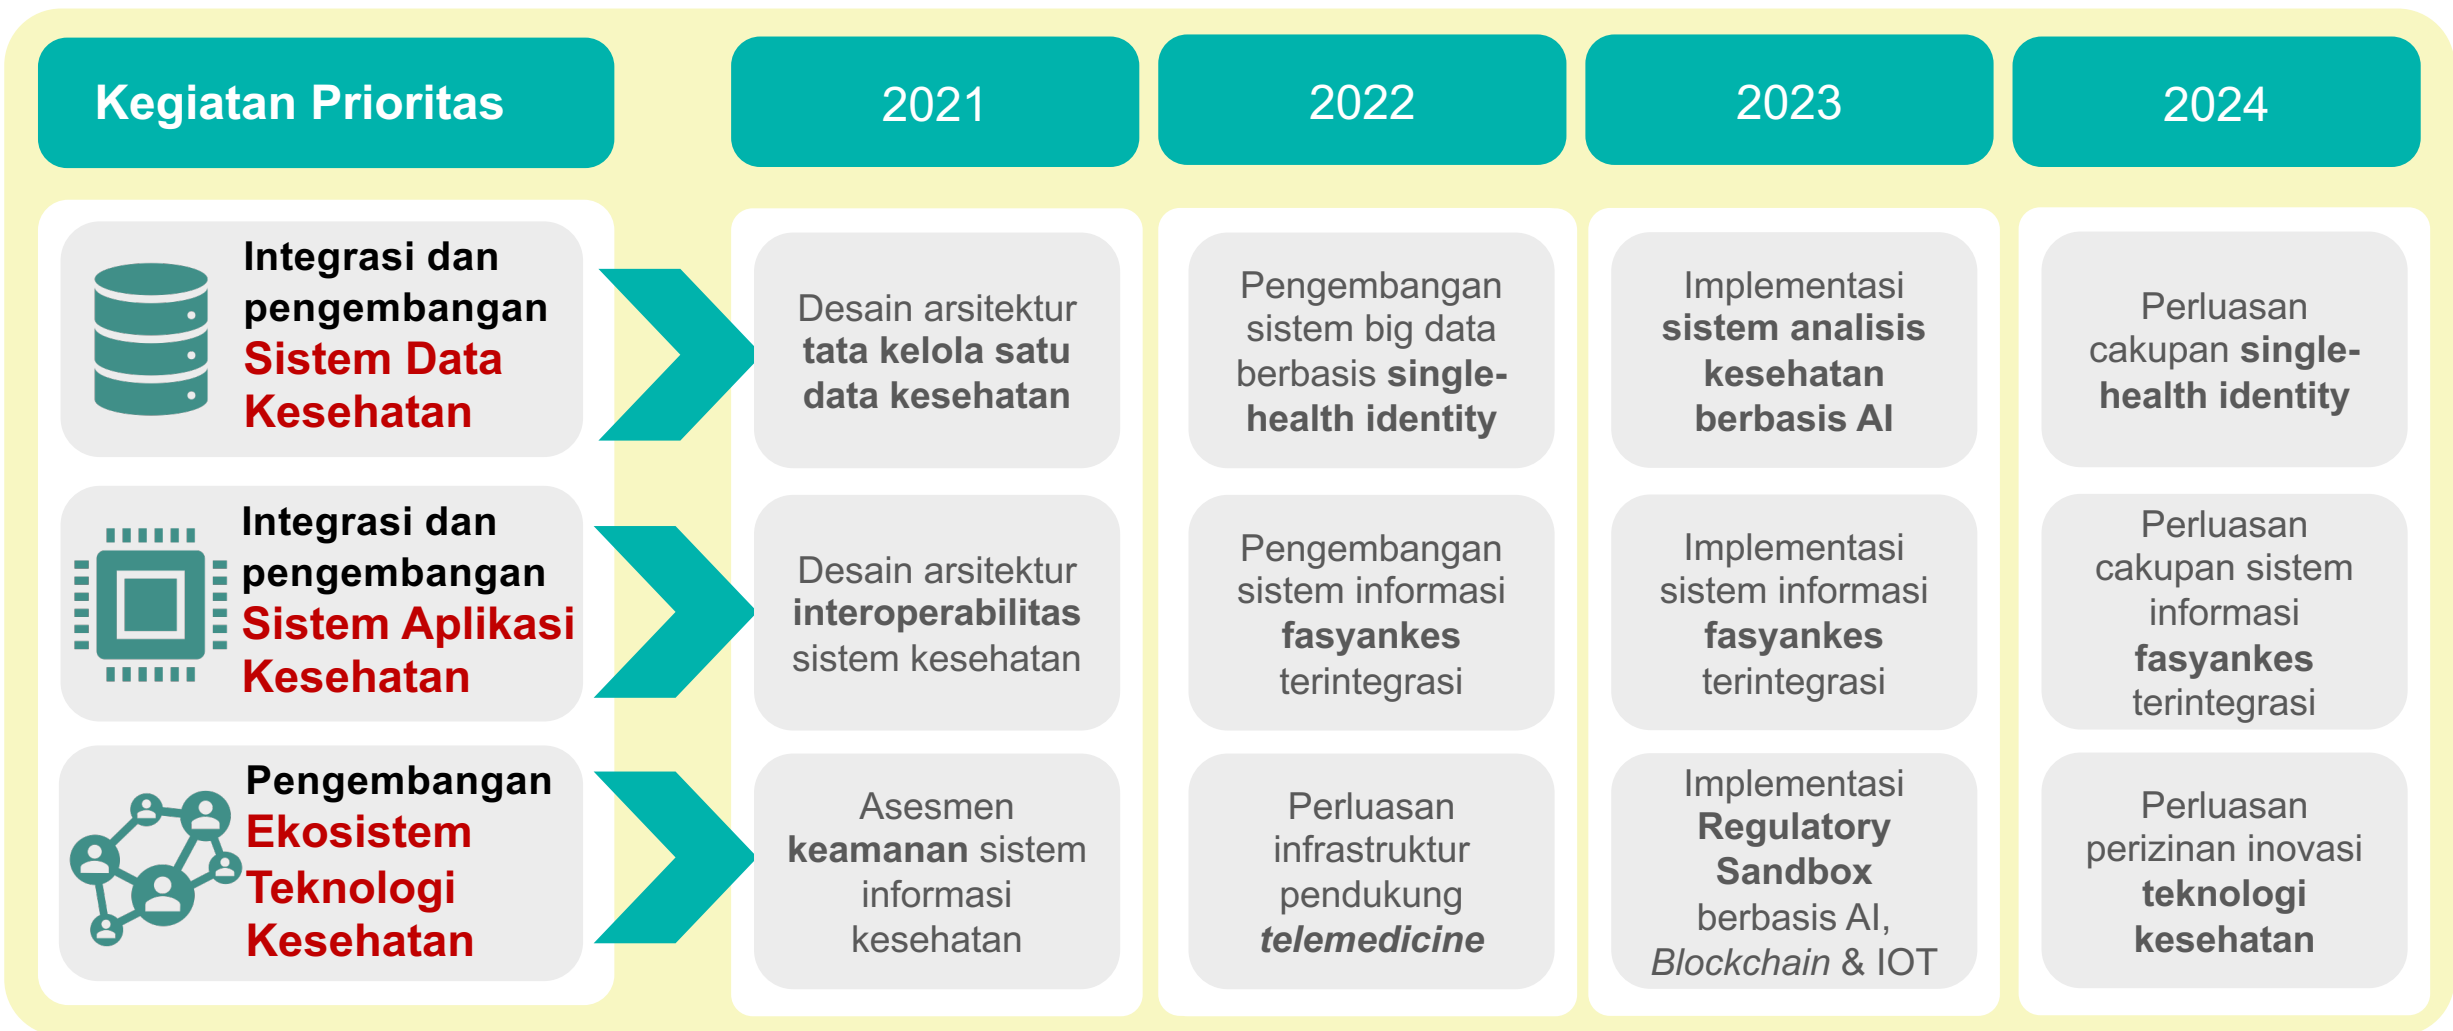 Kegiatan Prioritas
2021
2022
2023
2024
Integrasi dan
pengembangan
Sistem Data
Kesehatan
Desain arsitektur
tata kelola satu
data kesehatan
Pengembangan
sistem big data
berbasis single-
health identity
Implementasi
sistem analisis
kesehatan
berbasis AI
Perluasan
cakupan single-
health identity
Integrasi dan
pengembangan
Sistem Aplikasi
Kesehatan
Desain arsitektur
interoperabilitas
sistem kesehatan
Pengembangan
sistem informasi
fasyankes
terintegrasi
Implementasi
sistem informasi
fasyankes
terintegrasi
Perluasan
cakupan sistem
informasi
fasyankes
terintegrasi
Pengembangan
Ekosistem
Teknologi
Kesehatan
Asesmen
keamanan sistem
informasi
kesehatan
Perluasan
infrastruktur
pendukung
telemedicine
Implementasi
Regulatory
Sandbox
berbasis AI,
Blockchain & IOT
Perluasan
perizinan inovasi
teknologi
kesehatan